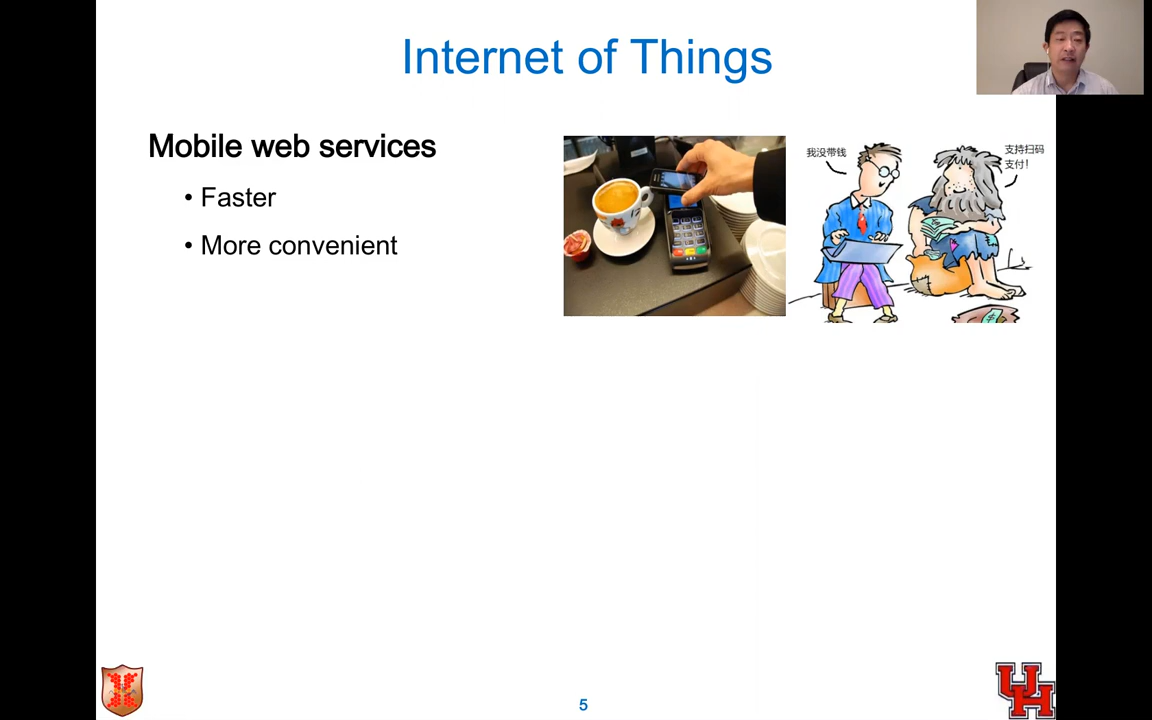 Internet of Things
Mobile web services
• Faster
• More convenient
我没带钱
支持扫码
支付!
5
UH